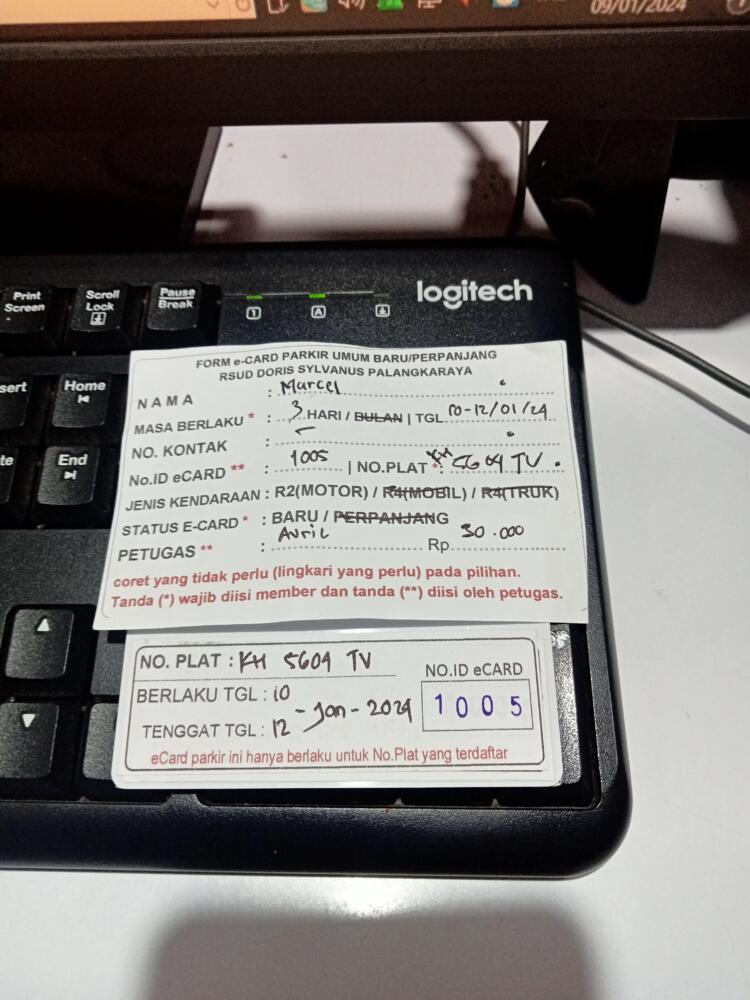 09/01/2024
Print Screen
Scroll Lock
Pause Break
1
A
logitech
Home
End
FORM e-CARD PARKIR UMUM BARU/PERPANJANG
RSUD DORIS SYLVANUS PALANGKARAYA
NAMA : Marcel
MASA BERLAKU * : 3 HARI / BULAN | TGL 10-12/01/24
NO. KONTAK : -
No.ID eCARD ** : 1005 | NO.PLAT *: KH 5604 TV
JENIS KENDARAAN : R2(MOTOR) / R4(MOBIL) / R4(TRUK)
STATUS E-CARD * : BARU / PERPANJANG
PETUGAS ** : Avril Rp 30.000
coret yang tidak perlu (lingkari yang perlu) pada pilihan.
Tanda (*) wajib diisi member dan tanda (**) diisi oleh petugas.
NO. PLAT : KH 5604 TV
NO.ID eCARD
BERLAKU TGL : 10
- Jan - 2024
1005
TENGGAT TGL : 12
eCard parkir ini hanya berlaku untuk No.Plat yang terdaftar